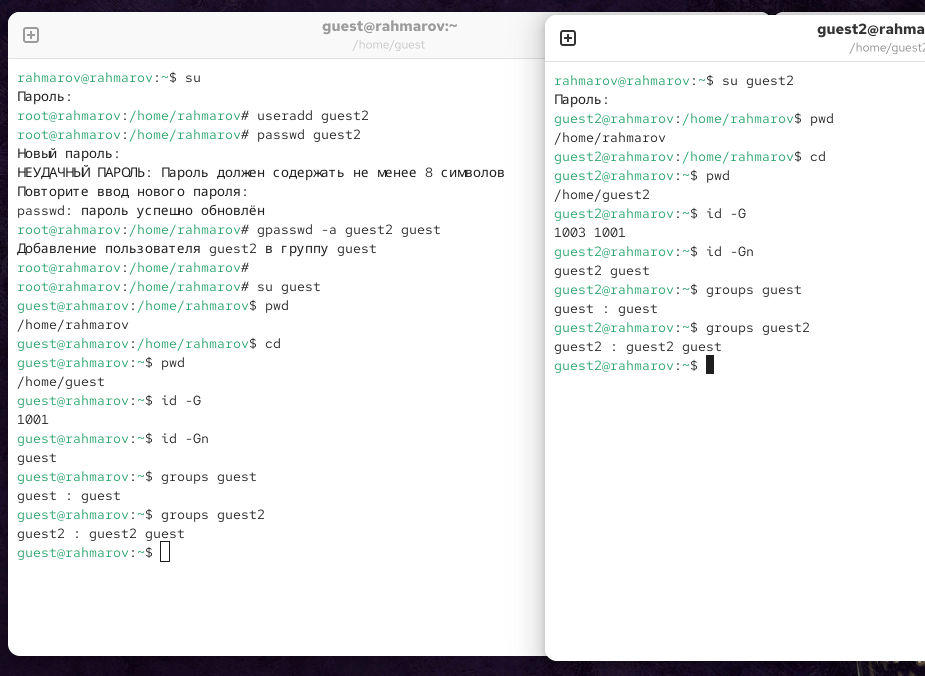 guest@rahmarov:~
/home/guest
rahmarov@rahmarov:~$ su
Пароль:
root@rahmarov:/home/rahmarov# useradd guest2
root@rahmarov:/home/rahmarov# passwd guest2
Новый пароль:
НЕУДАЧНЫЙ ПАРОЛЬ: Пароль должен содержать не менее 8 символов
Повторите ввод нового пароля:
passwd: пароль успешно обновлён
root@rahmarov:/home/rahmarov# gpasswd -a guest2 guest
Добавление пользователя guest2 в группу guest
root@rahmarov:/home/rahmarov#
root@rahmarov:/home/rahmarov# su guest
guest@rahmarov:/home/rahmarov$ pwd
/home/rahmarov
guest@rahmarov:/home/rahmarov$ cd
guest@rahmarov:~$ pwd
/home/guest
guest@rahmarov:~$ id -G
1001
guest@rahmarov:~$ id -Gn
guest
guest@rahmarov:~$ groups guest
guest : guest
guest@rahmarov:~$ groups guest2
guest2 : guest2 guest
guest@rahmarov:~$
guest2@rahma
/home/guest2
rahmarov@rahmarov:~$ su guest2
Пароль:
guest2@rahmarov:/home/rahmarov$ pwd
/home/rahmarov
guest2@rahmarov:/home/rahmarov$ cd
guest2@rahmarov:~$ pwd
/home/guest2
guest2@rahmarov:~$ id -G
1003 1001
guest2@rahmarov:~$ id -Gn
guest2 guest
guest2@rahmarov:~$ groups guest
guest : guest
guest2@rahmarov:~$ groups guest2
guest2 : guest2 guest
guest2@rahmarov:~$